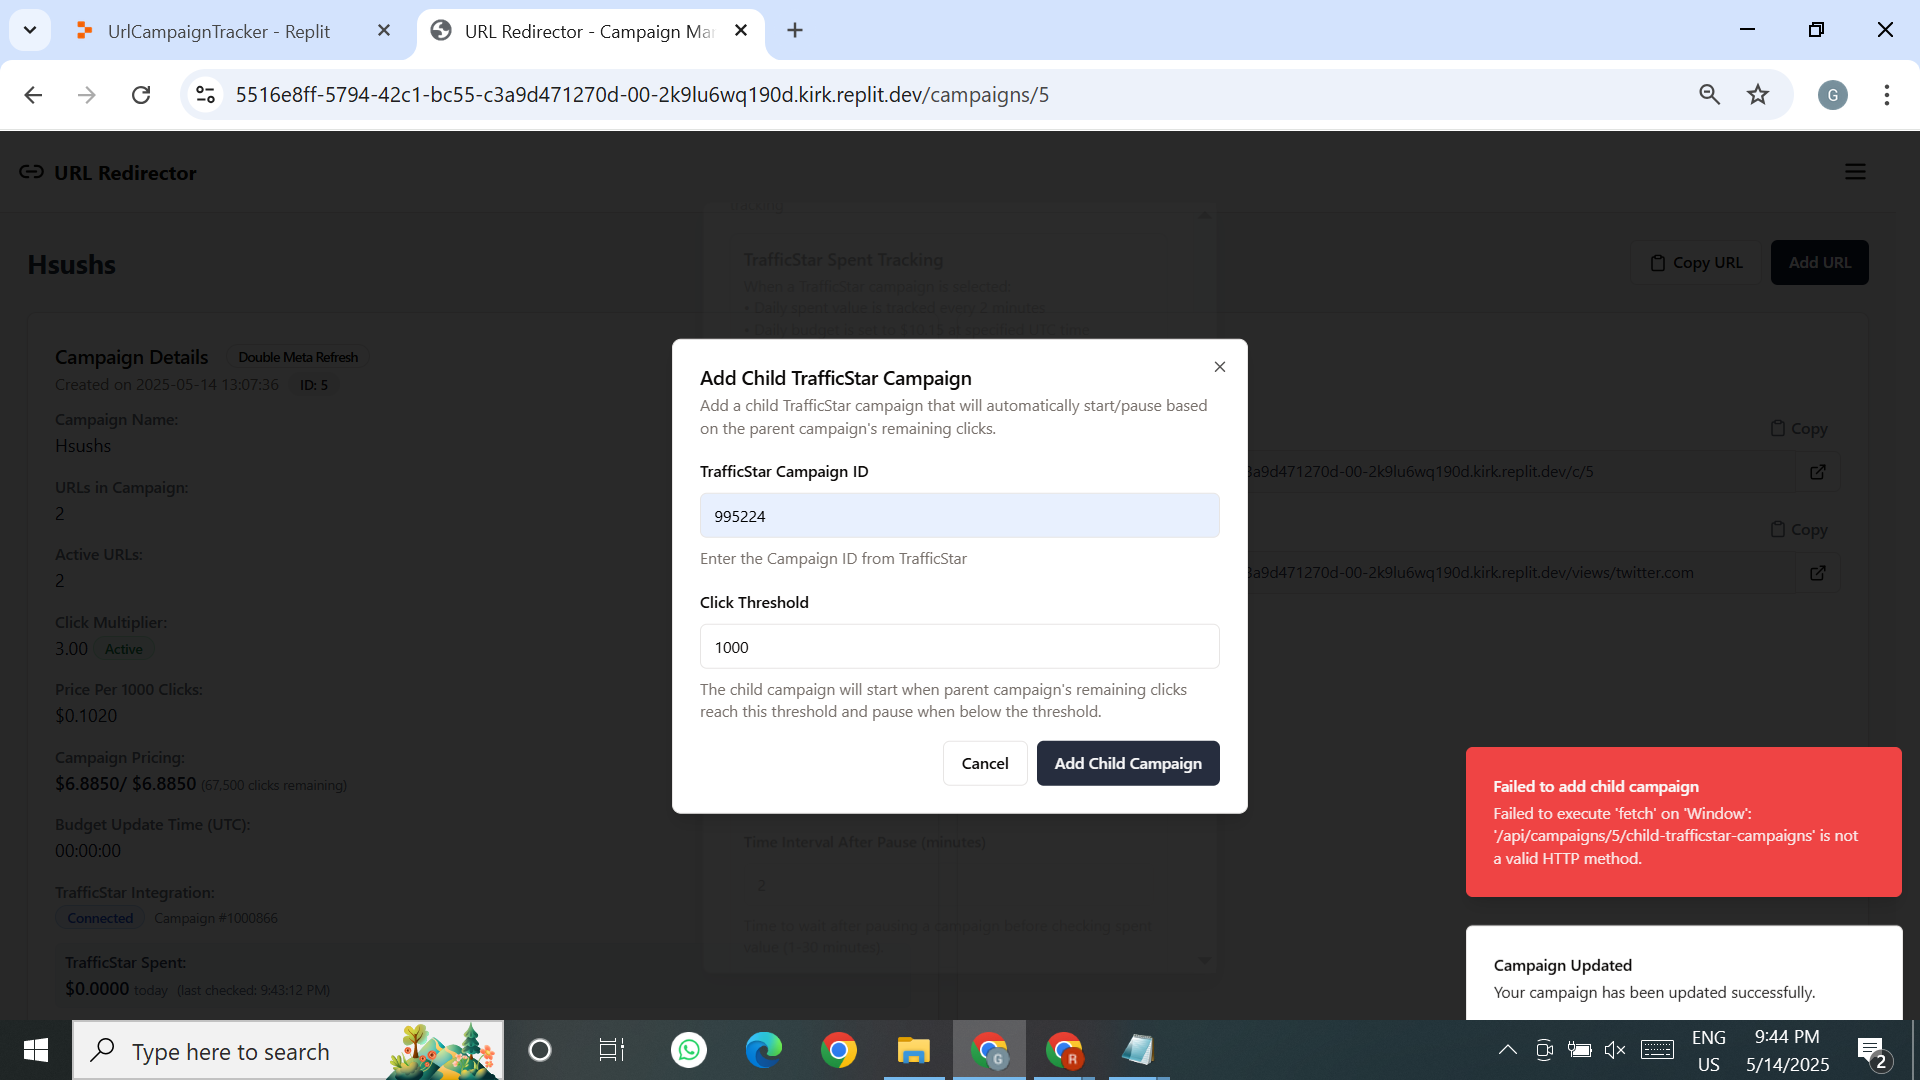 UrlCampaignTracker - Replit
URL Redirector - Campaign Ma
5516e8ff-5794-42c1-bc55-c3a9d471270d-00-2k9lu6wq190d.kirk.replit.dev/campaigns/5
G
URL Redirector
Hsushs
Copy URL
Add URL
TrafficStar Spent Tracking
When a TrafficStar campaign is selected:
• Daily spent value is tracked every 2 minutes
• Daily budget is set to $10.15 at specified UTC time
Campaign Details
Double Meta Refresh
Created on 2025-05-14 13:07:36
ID: 5
Campaign Name:
Hsushs
URLs in Campaign:
2
Active URLs:
2
Click Multiplier:
3.00
Active
Price Per 1000 Clicks:
$0.1020
Campaign Pricing:
$6.8850/ $6.8850 (67,500 clicks remaining)
Budget Update Time (UTC):
00:00:00
TrafficStar Integration:
Connected
Campaign #1000866
TrafficStar Spent:
$0.0000 today (last checked: 9:43:12 PM)
Add Child TrafficStar Campaign
Add a child TrafficStar campaign that will automatically start/pause based
on the parent campaign's remaining clicks.
TrafficStar Campaign ID
995224
Enter the Campaign ID from TrafficStar
Click Threshold
1000
The child campaign will start when parent campaign's remaining clicks
reach this threshold and pause when below the threshold.
Cancel
Add Child Campaign
Copy
3a9d471270d-00-2k9lu6wq190d.kirk.replit.dev/c/5
Copy
3a9d471270d-00-2k9lu6wq190d.kirk.replit.dev/views/twitter.com
Time Interval After Pause (minutes)
2
Time to wait after pausing a campaign before checking spent
value (1-30 minutes)
Failed to add child campaign
Failed to execute 'fetch' on 'Window':
'/api/campaigns/5/child-trafficstar-campaigns' is not
a valid HTTP method.
Campaign Updated
Your campaign has been updated successfully.
Type here to search
G
R
ENG
US
9:44 PM
5/14/2025
2